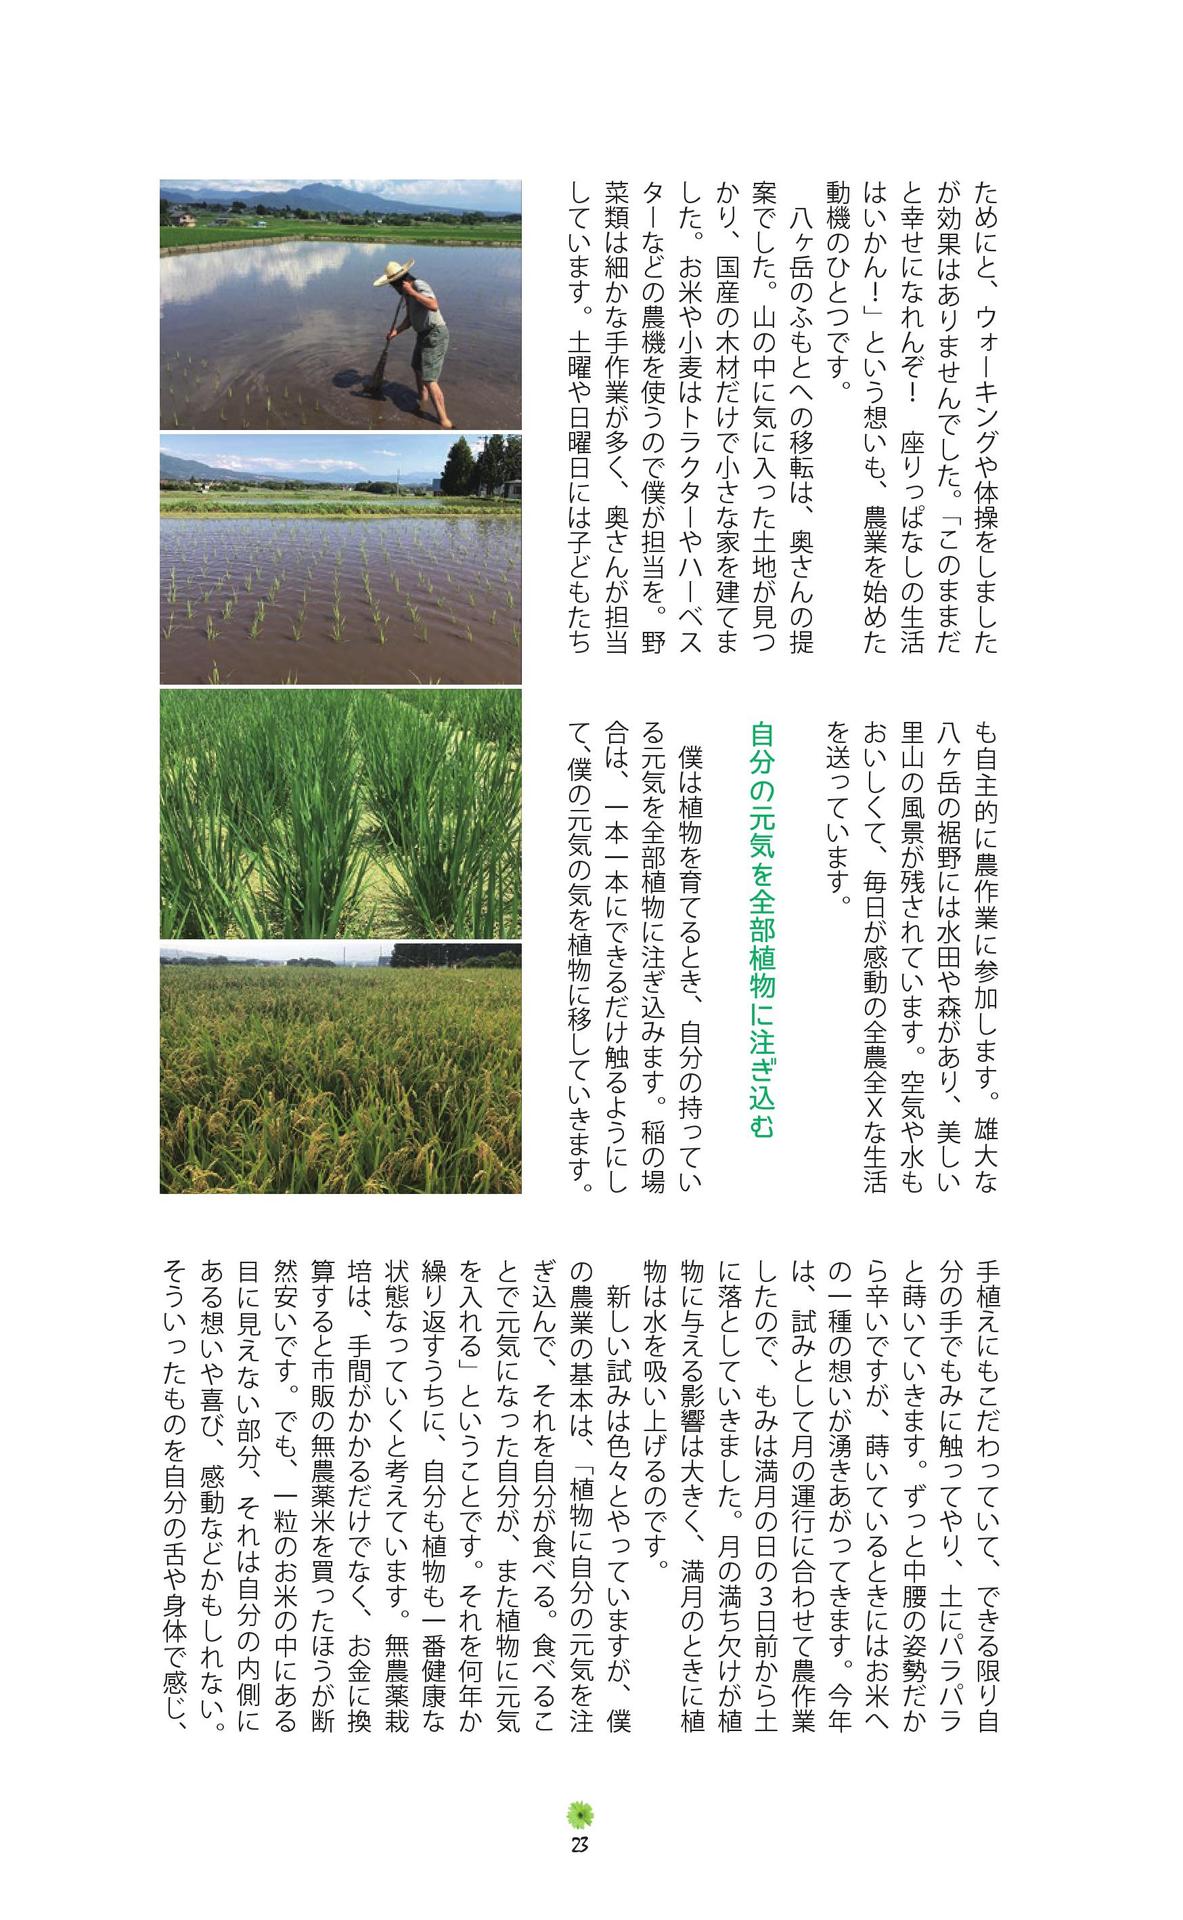 ためにと、ウォーキングや体操をしました
が効果はありませんでした。「このままだ
と幸せになれんぞ！　座りっぱなしの生活
はいかん！」という想いも、農業を始めた
動機のひとつです。
　八ヶ岳のふもとへの移転は、奥さんの提
案でした。山の中に気に入った土地が見つ
かり、国産の木材だけで小さな家を建てま
した。お米や小麦はトラクターやハーベス
ターなどの農機を使うので僕が担当を。野
菜類は細かな手作業が多く、奥さんが担当
しています。土曜や日曜日には子どもたち
も自主的に農作業に参加します。雄大な
八ヶ岳の裾野には水田や森があり、美しい
里山の風景が残されています。空気や水も
おいしくて、毎日が感動の全農全Xな生活
を送っています。
自分の元気を全部植物に注ぎ込む
　僕は植物を育てるとき、自分の持ってい
る元気を全部植物に注ぎ込みます。稲の場
合は、一本一本にできるだけ触るようにし
て、僕の元気の気を植物に移していきます。
手植えにもこだわっていて、できる限り自
分の手でもみに触ってやり、土にパラパラ
と蒔いていきます。ずっと中腰の姿勢だか
ら辛いですが、蒔いているときにはお米へ
の一種の想いが湧きあがってきます。今年
は、試みとして月の運行に合わせて農作業
したので、もみは満月の日の3日前から土
に落としていきました。月の満ち欠けが植
物に与える影響は大きく、満月のときに植
物は水を吸い上げるのです。
　新しい試みは色々とやっていますが、僕
の農業の基本は、「植物に自分の元気を注
ぎ込んで、それを自分が食べる。食べるこ
とで元気になった自分が、また植物に元気
を入れる」ということです。それを何年か
繰り返すうちに、自分も植物も一番健康な
状態なっていくと考えています。無農薬栽
培は、手間がかかるだけでなく、お金に換
算すると市販の無農薬米を買ったほうが断
然安いです。でも、一粒のお米の中にある
目に見えない部分、それは自分の内側に
ある想いや喜び、感動などかもしれない。
そういったものを自分の舌や身体で感じ、
23